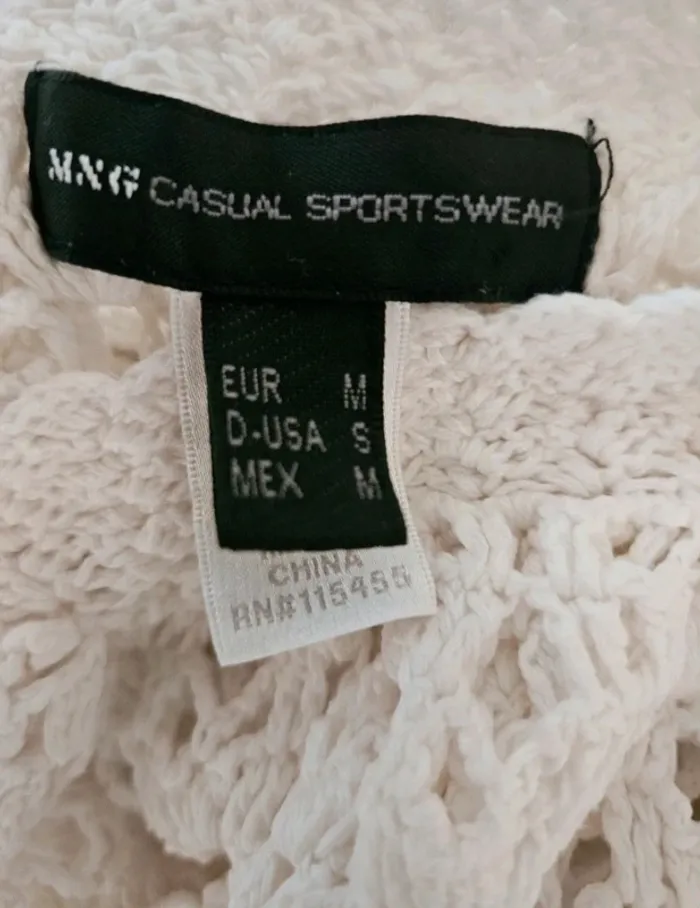 MNG CASUAL SPORTSWEAR
EUR M
D-USA S
MEX M
CHINA
RN#115455